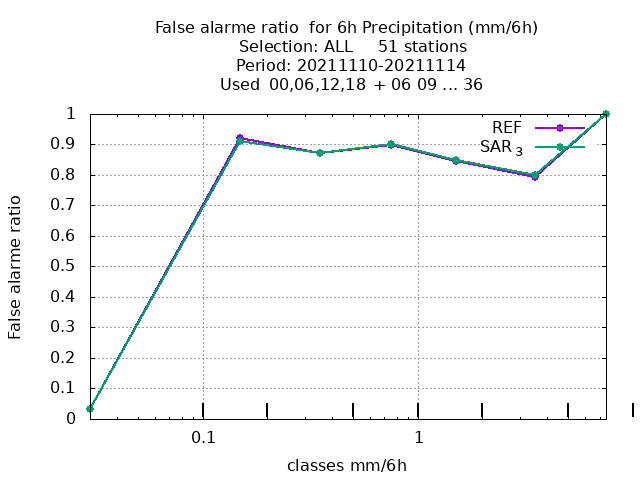 False alarme ratio  for 6h Precipitation (mm/6h)
Selection: ALL     51 stations
Period: 20211110-20211114
Used  00,06,12,18  + 06 09 ... 36
REF
SAR 3
1
0.9
0.8
0.7
0.6
0.5
0.4
0.3
0.2
0.1
0
False alarme ratio
0.1
1
classes mm/6h